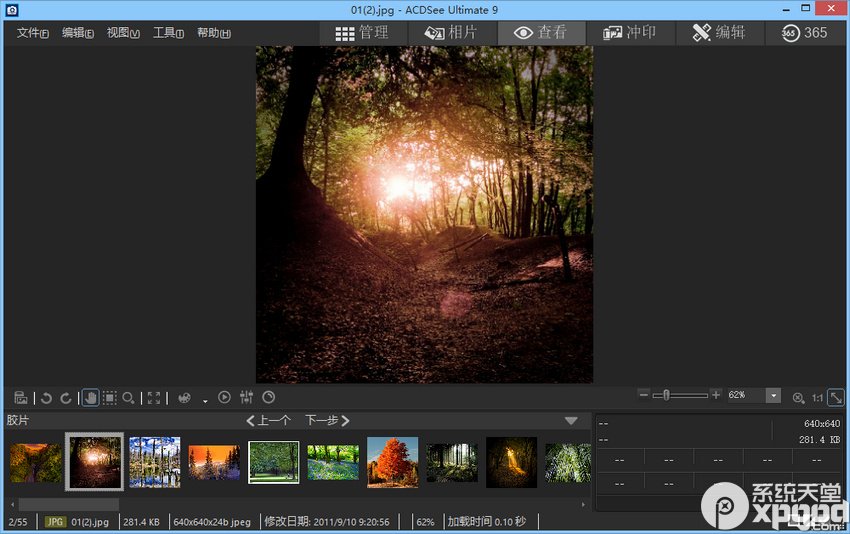 01(2).jpg - ACDSee Ultimate 9
文件(F) 编辑(E) 视图(V) 工具(T) 帮助(H) 管理 相片 查看 冲印 编辑 365 365
62% 1:1
胶片 上一个 下一步
-- 640x640
-- 281.4 KB
-- -- -- -- --
-- -- -- -- --
2/55 JPG 01(2).jpg 281.4 KB 640x640x24b jpeg 修改日期: 2011/9/10 9:20:56 62% 加载时间 0.10 秒
系统天堂